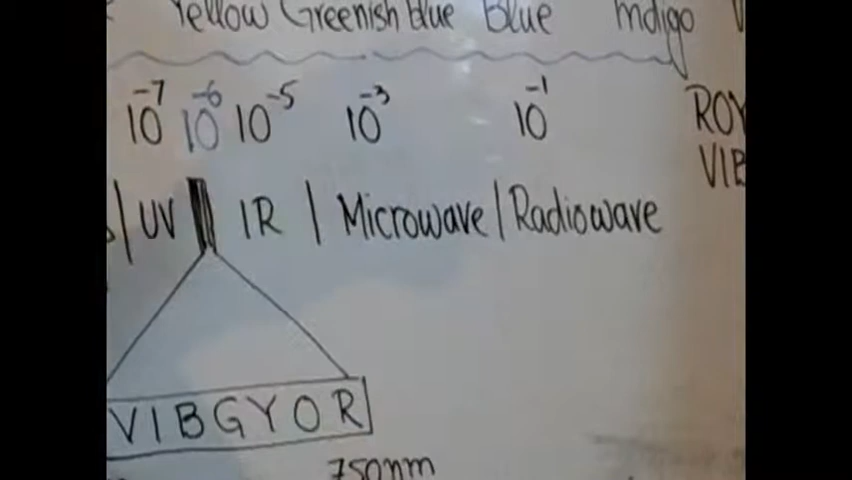 Yellow Greenish blue Blue Indigo
10⁻⁷ 10⁻⁶ 10⁻⁵ 10⁻³ 10⁻¹
ROY
VIB
| UV | IR | Microwave | Radiowave
VIBGYOR
750nm